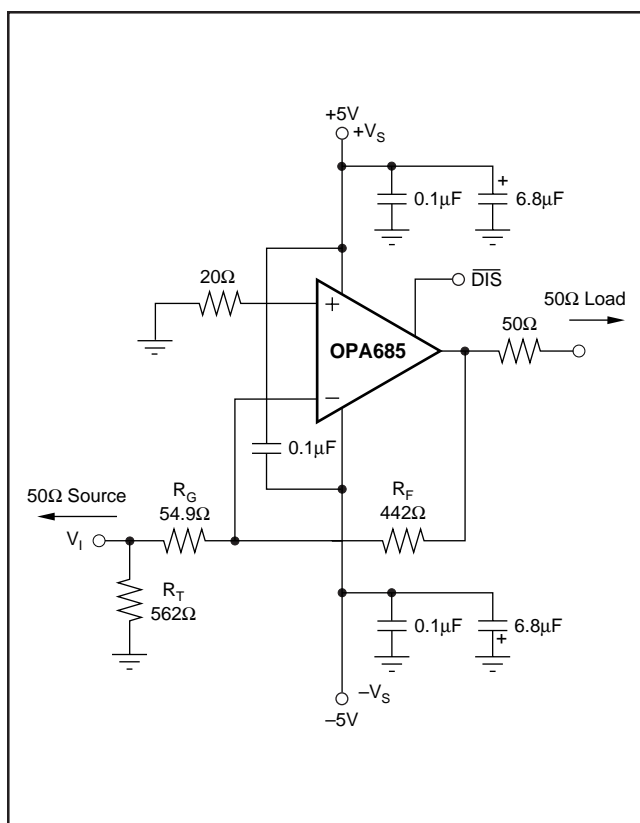 +5V
+V_S
0.1μF
6.8μF
+
20Ω
DIS
50Ω Load
50Ω
+
OPA685
−
0.1μF
50Ω Source
R_G
54.9Ω
R_F
442Ω
V_I
R_T
562Ω
0.1μF
6.8μF
+
−V_S
−5V